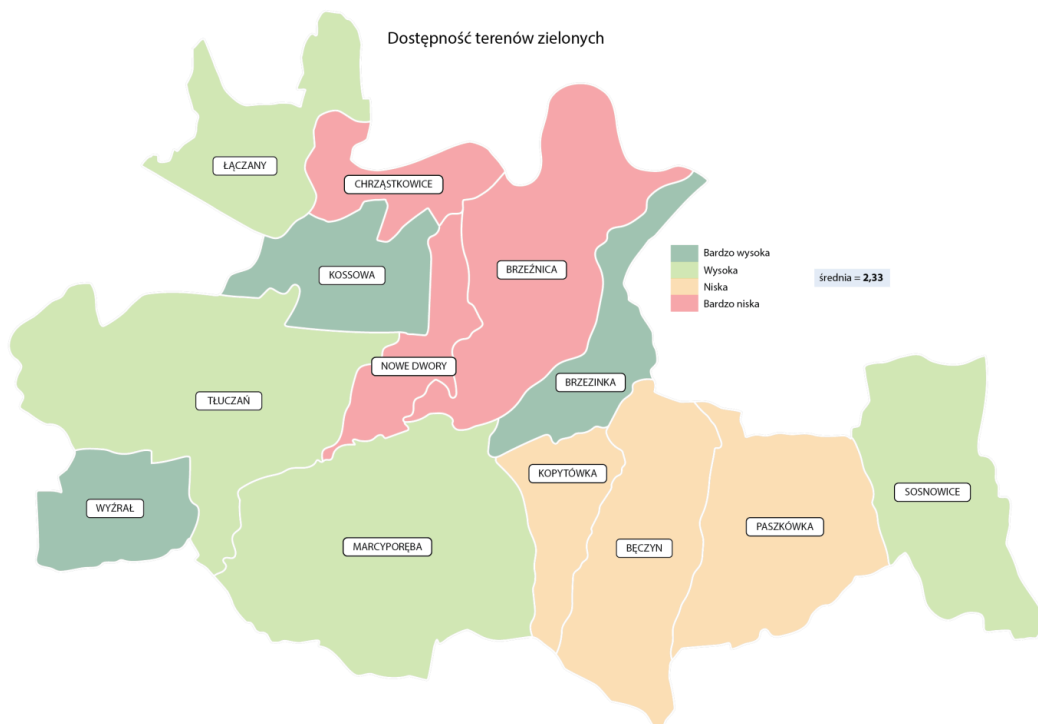 Dostępność terenów zielonych
ŁĄCZANY
CHRZĄSTKOWICE
KOSSOWA
BRZEŹNICA
Bardzo wysoka
Wysoka
Niska
Bardzo niska
średnia = 2,33
NOWE DWORY
BRZEZINKA
TŁUCZAŃ
KOPYTÓWKA
WYŹRAŁ
SOSNOWICE
MARCYPORĘBA
BĘCZYN
PASZKÓWKA